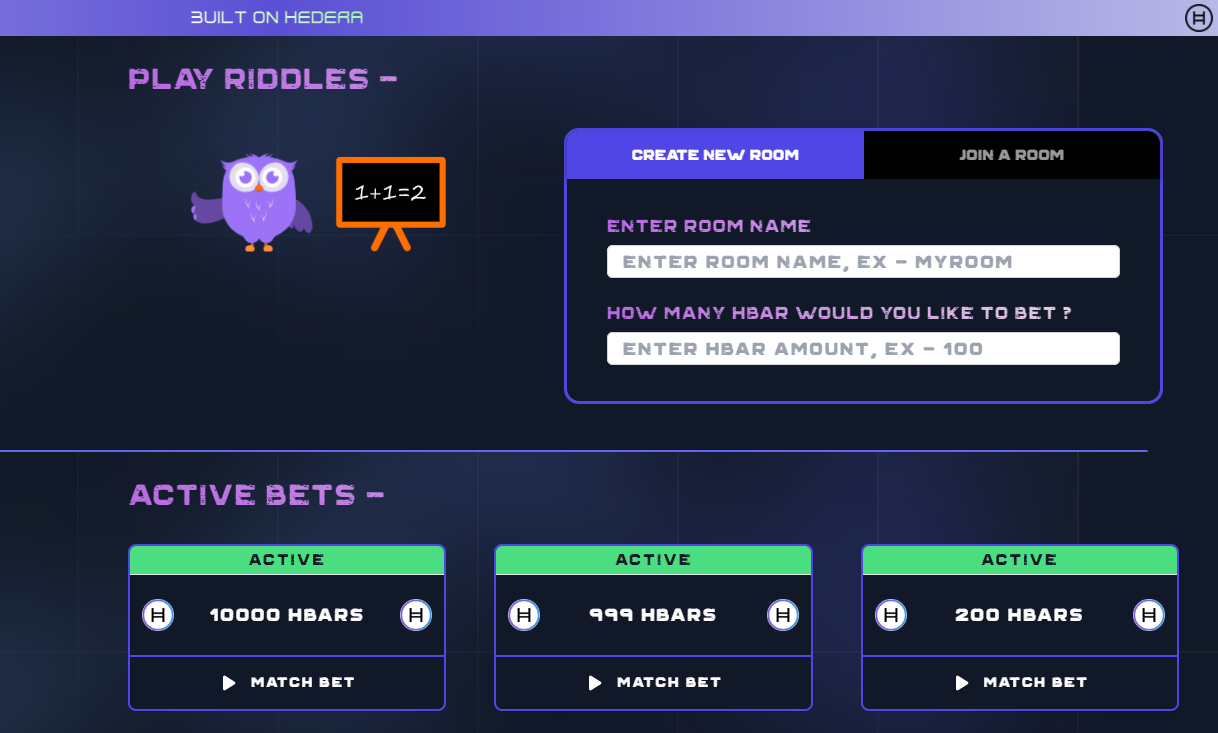 BUILT ON HEDERA
PLAY RIDDLES -
1+1=2
CREATE NEW ROOM
JOIN A ROOM
ENTER ROOM NAME
ENTER ROOM NAME, EX - MYROOM
HOW MANY HBAR WOULD YOU LIKE TO BET ?
ENTER HBAR AMOUNT, EX - 100
ACTIVE BETS -
ACTIVE
10000 HBARS
MATCH BET
ACTIVE
999 HBARS
MATCH BET
ACTIVE
200 HBARS
MATCH BET